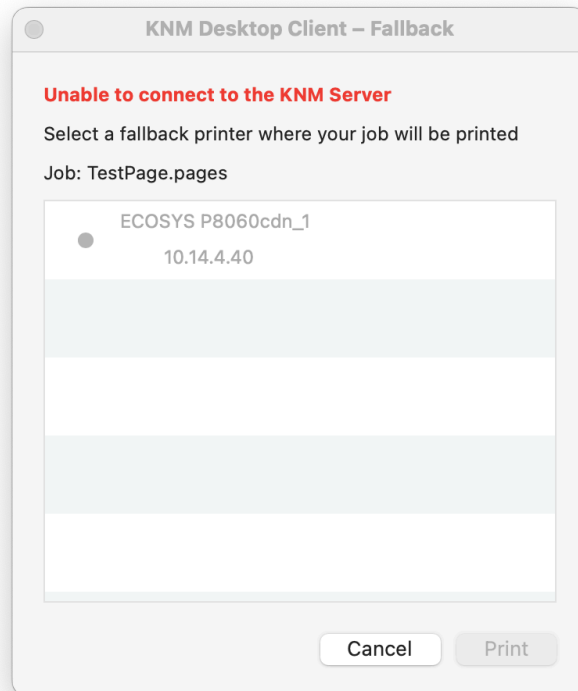 KNM Desktop Client – Fallback
Unable to connect to the KNM Server
Select a fallback printer where your job will be printed
Job: TestPage.pages
ECOSYS P8060cdn_1
10.14.4.40
Cancel
Print